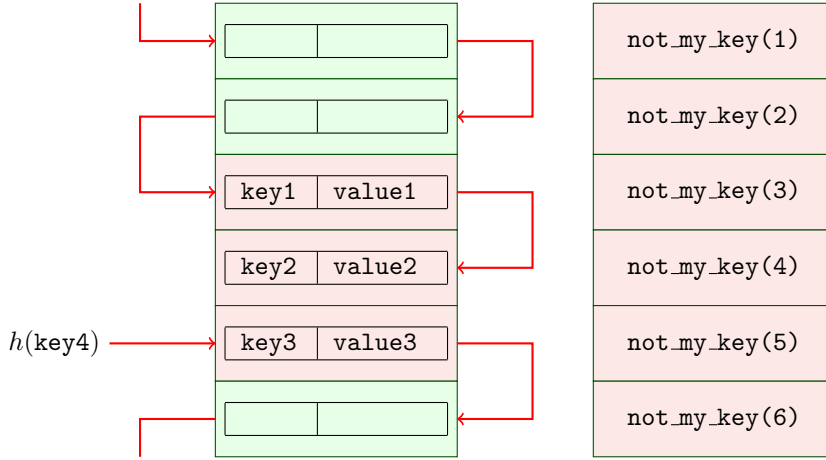 not_my_key(1)
not_my_key(2)
key1 value1 not_my_key(3)
key2 value2 not_my_key(4)
h(key4) key3 value3 not_my_key(5)
not_my_key(6)